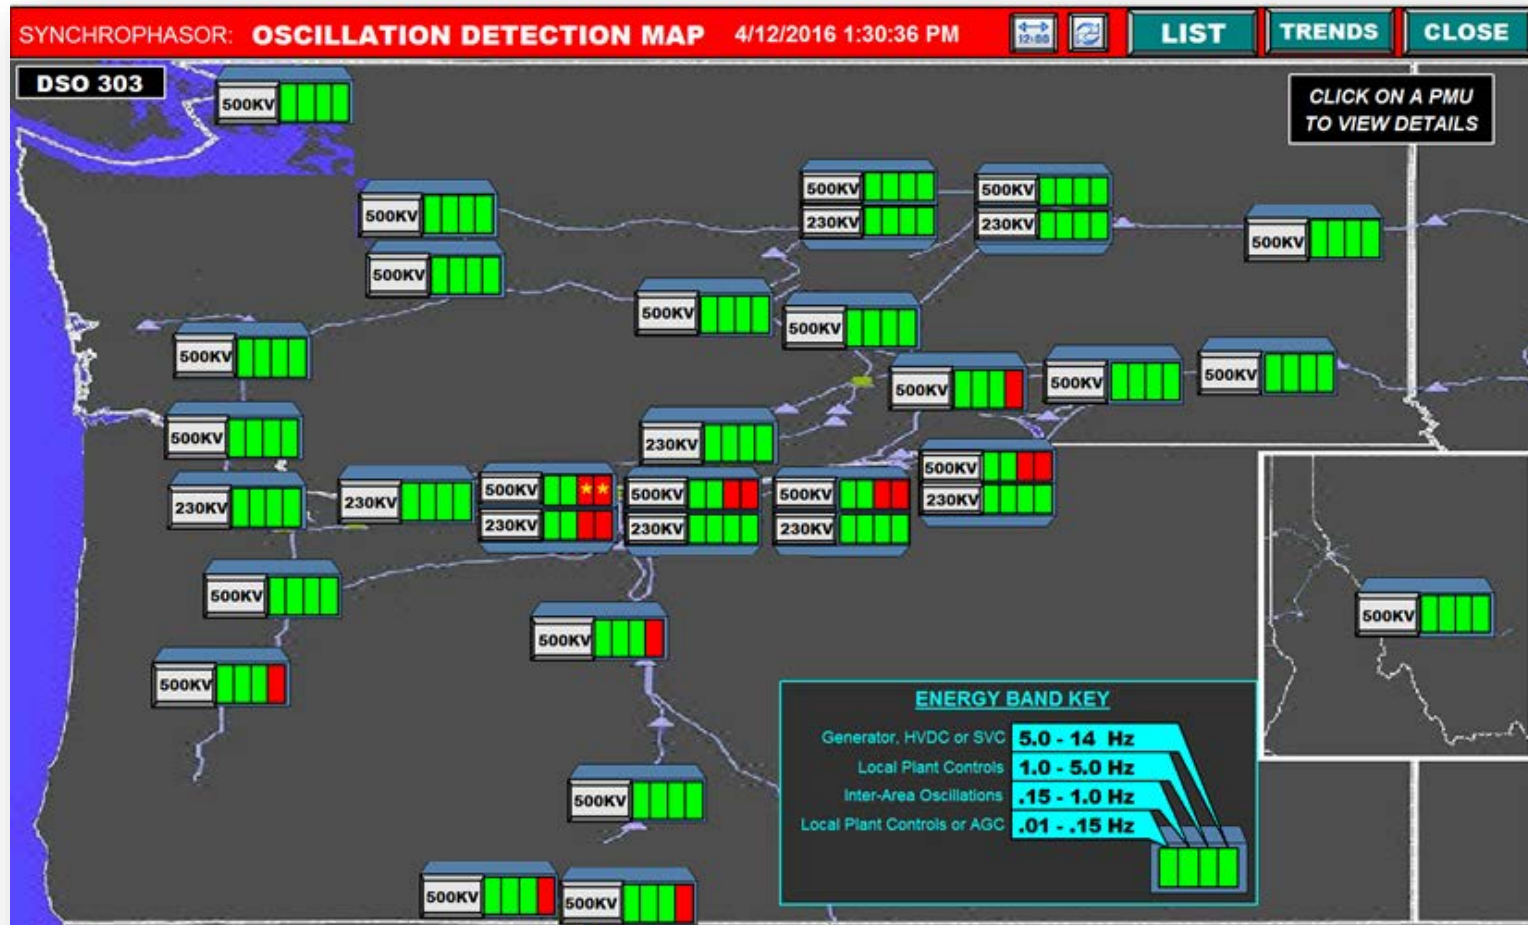 SYNCHROPHASOR: OSCILLATION DETECTION MAP 4/12/2016 1:30:36 PM 12:00 LIST TRENDS CLOSE
DSO 303
CLICK ON A PMU
TO VIEW DETAILS
500KV
500KV 500KV
500KV
230KV 230KV
500KV
500KV
500KV
500KV
500KV
500KV
500KV
500KV
500KV
500KV
230KV
500KV
500KV 500KV 500KV
230KV 230KV
230KV 230KV 230KV
230KV
500KV
500KV
500KV
500KV
500KV
500KV 500KV
ENERGY BAND KEY
Generator, HVDC or SVC 5.0 - 14 Hz
Local Plant Controls 1.0 - 5.0 Hz
Inter-Area Oscillations .15 - 1.0 Hz
Local Plant Controls or AGC .01 - .15 Hz